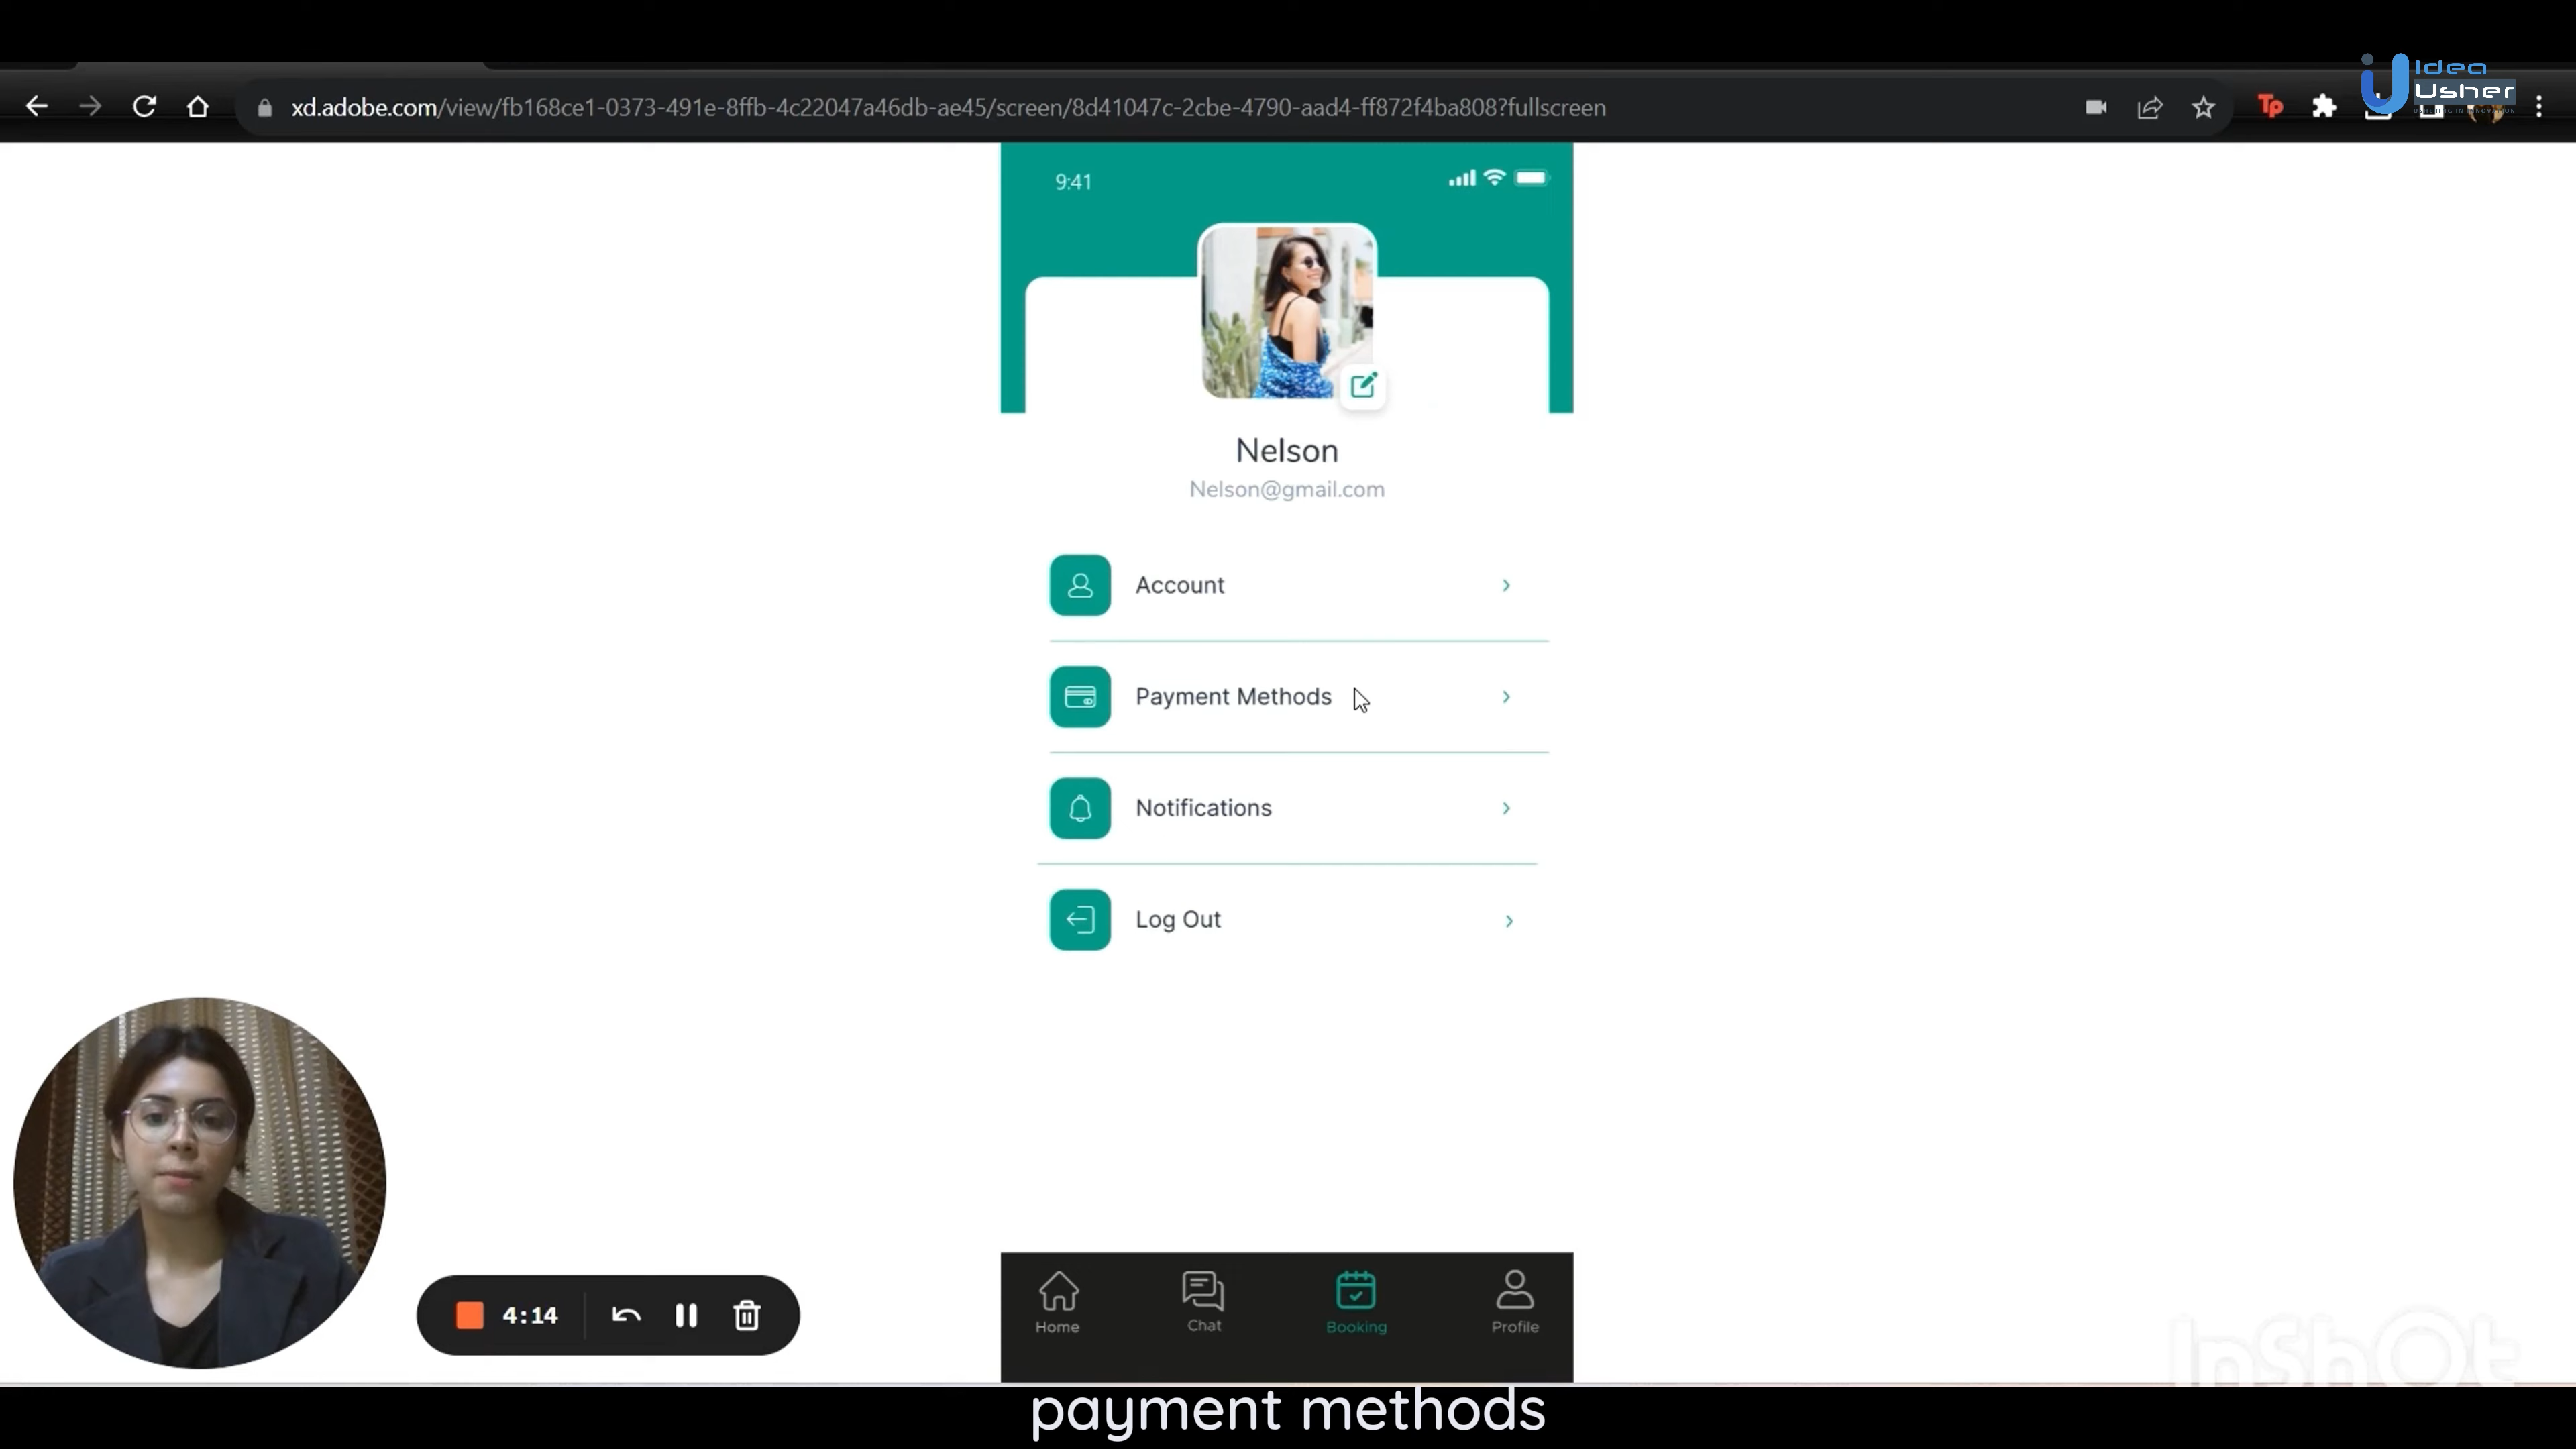 Idea
Usher
xd.adobe.com/view/fb168ce1-0373-491e-8ffb-4c22047a46db-ae45/screen/8d41047c-2cbe-4790-aad4-ff872f4ba808?fullscreen
Tp
9:41
Nelson
Nelson@gmail.com
Account
Payment Methods
Notifications
Log Out
4:14
Home
Chat
Booking
Profile
InShOt
payment methods